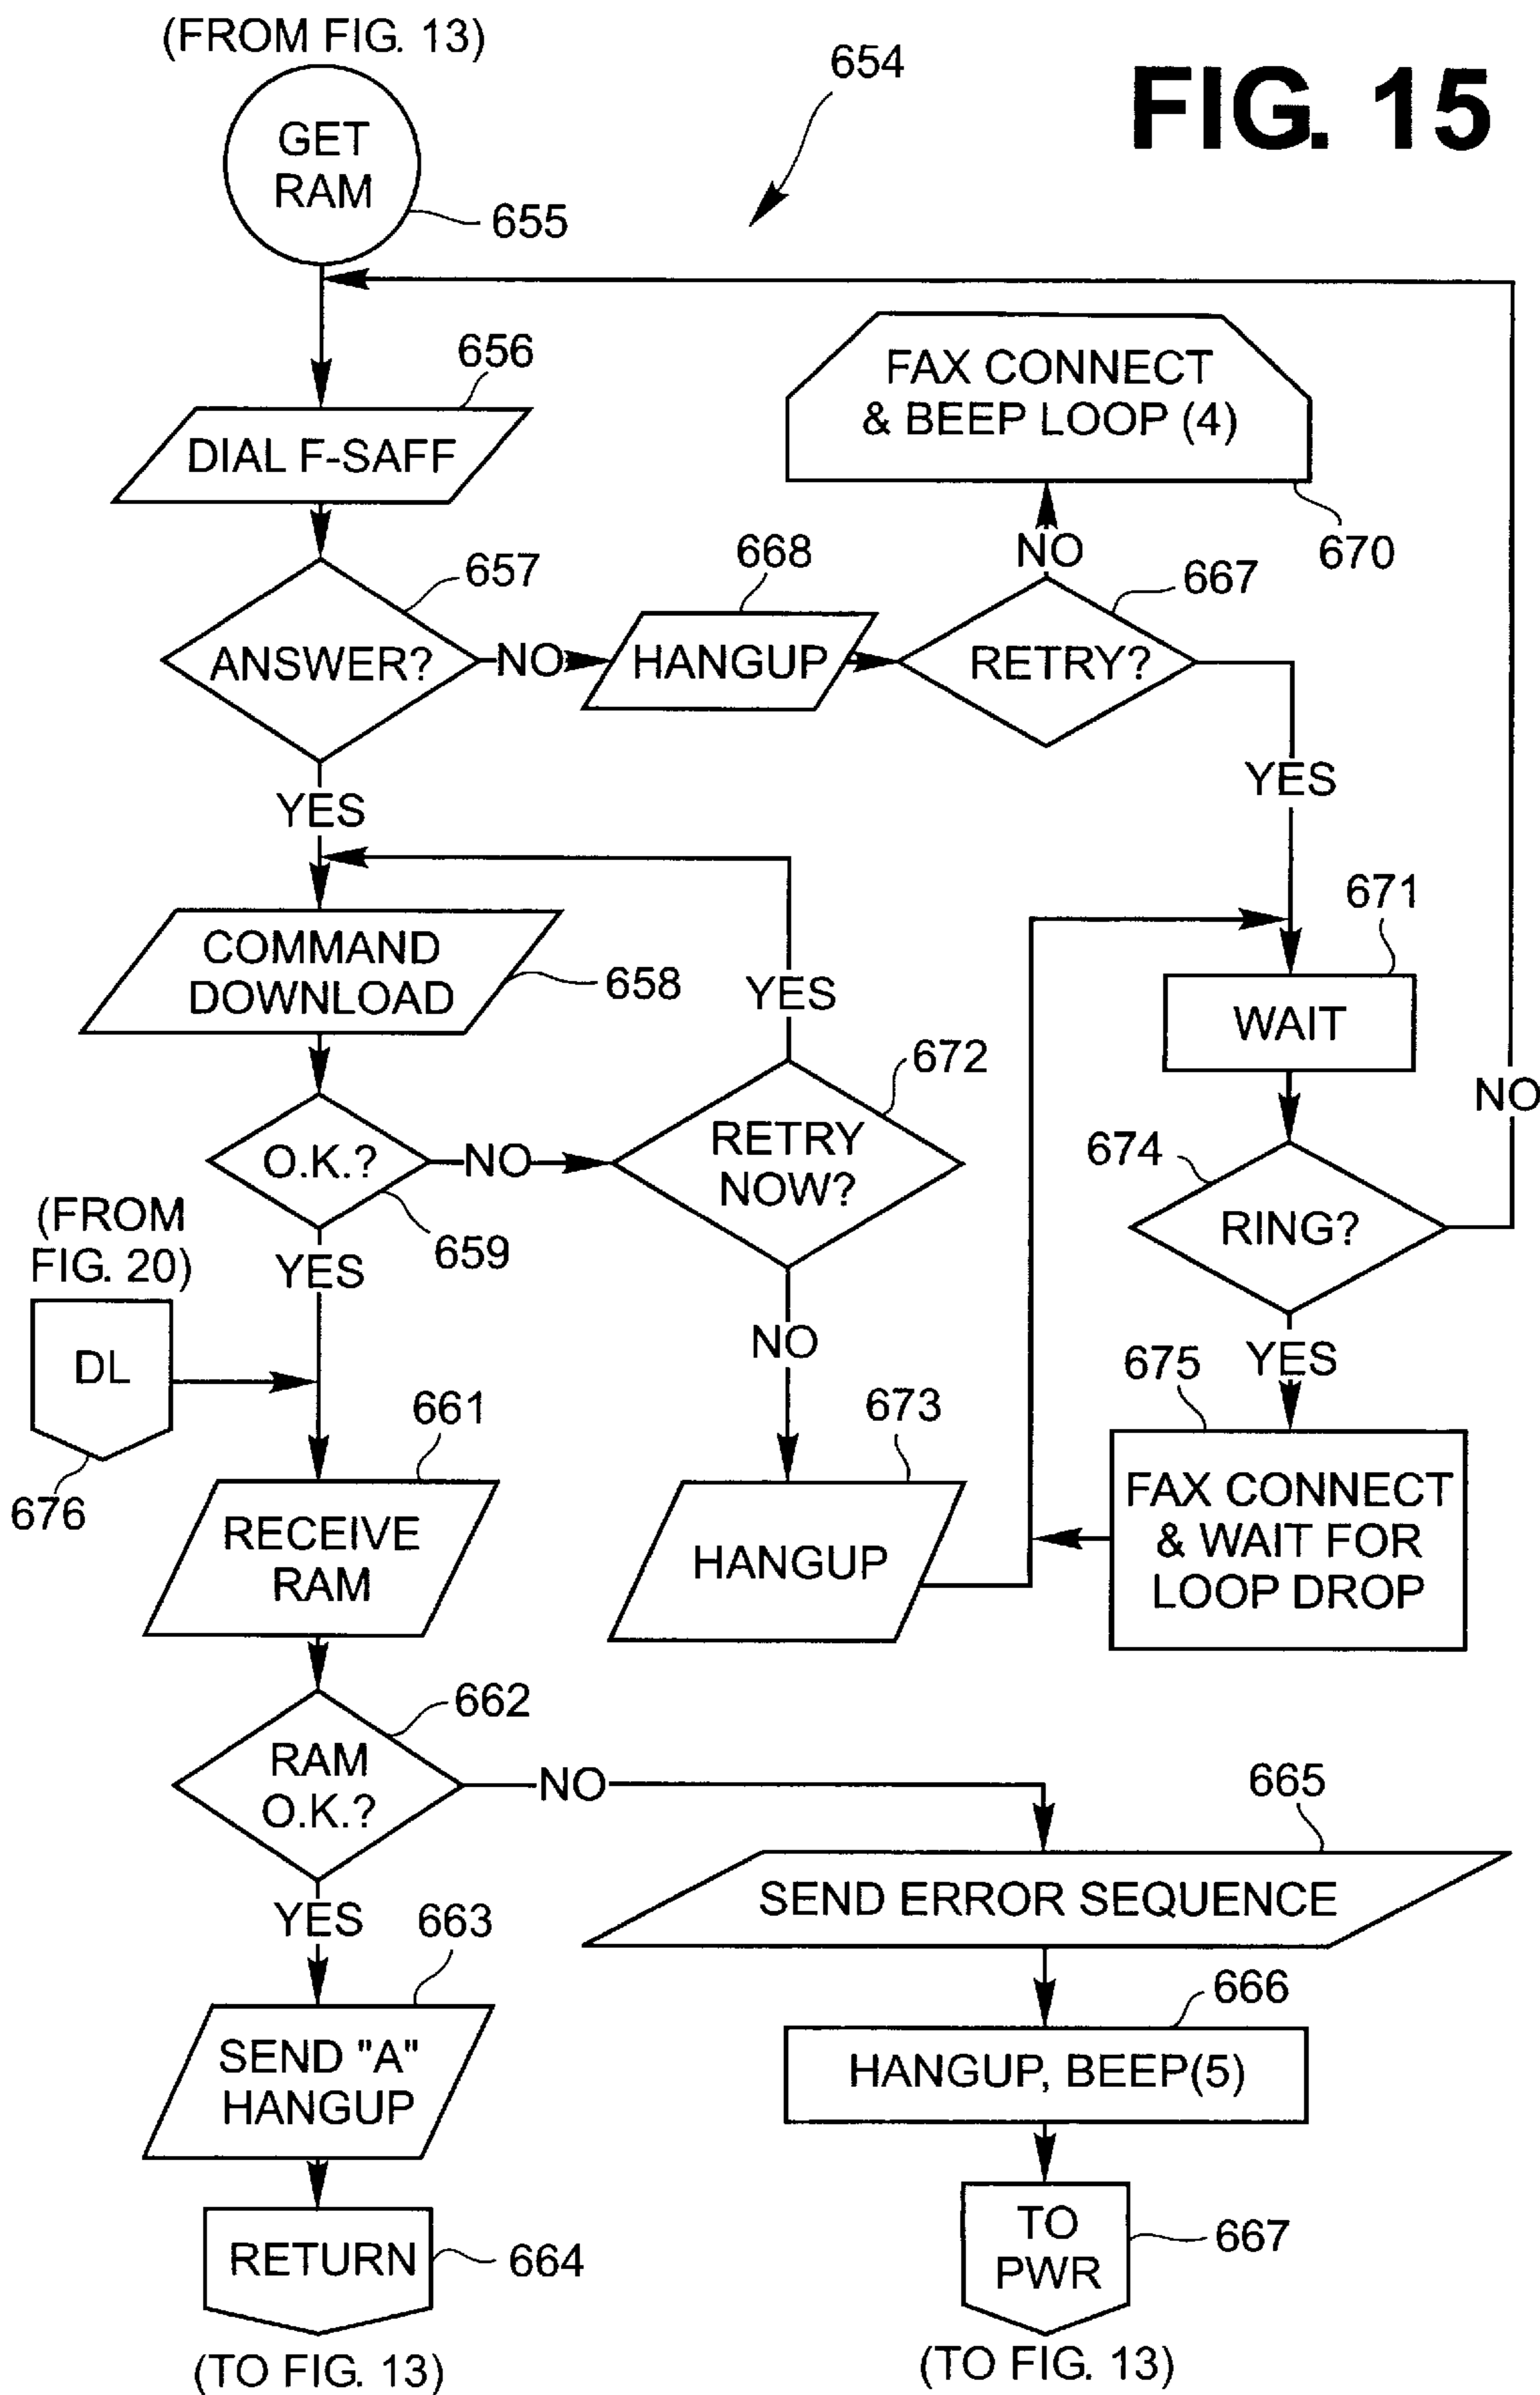 (FROM FIG. 13)
654
FIG. 15
GET
RAM
655
656
DIAL F-SAFF
FAX CONNECT
& BEEP LOOP (4)
670
657
ANSWER?
NO
668
HANGUP
NO
667
RETRY?
YES
YES
COMMAND
DOWNLOAD
658
YES
671
WAIT
NO
O.K.?
659
NO
672
RETRY
NOW?
674
RING?
(FROM
FIG. 20)
YES
DL
676
NO
675
YES
661
RECEIVE
RAM
673
HANGUP
FAX CONNECT
& WAIT FOR
LOOP DROP
662
RAM
O.K.?
NO
665
SEND ERROR SEQUENCE
YES
663
SEND "A"
HANGUP
666
HANGUP, BEEP(5)
RETURN
664
TO
PWR
667
(TO FIG. 13)
(TO FIG. 13)